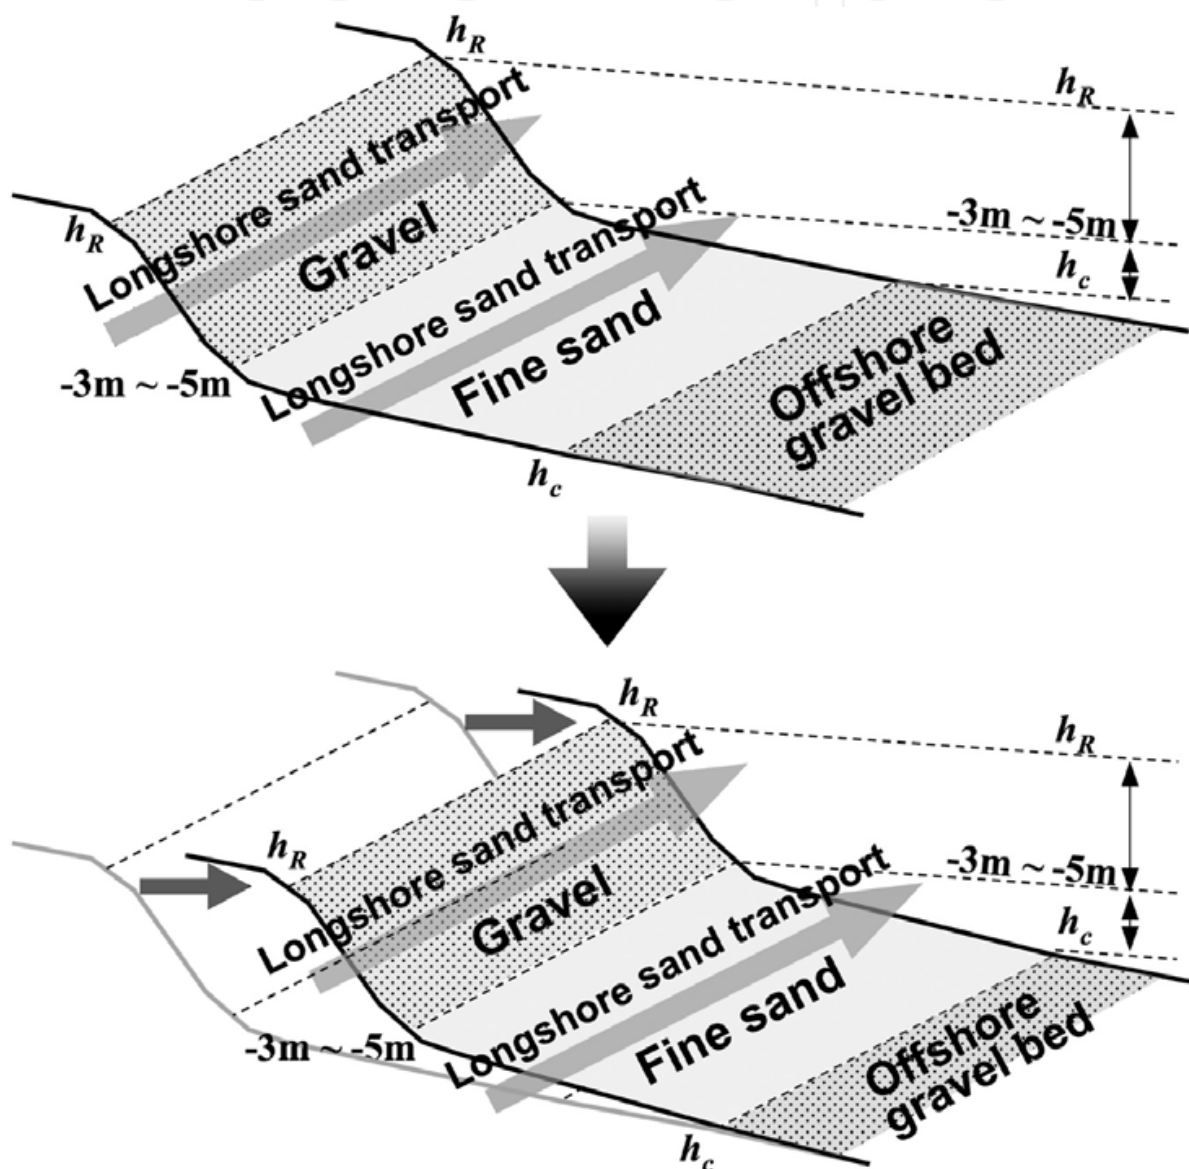 h_R
h_R
Longshore sand transport
h_R
Gravel
Longshore sand transport
-3m ~ -5m
h_c
Fine sand
Offshore
gravel bed
-3m ~ -5m
h_c
h_R
h_R
Longshore sand transport
h_R
Gravel
Longshore sand transport
-3m ~ -5m
h_c
Fine sand
Offshore
gravel bed
-3m ~ -5m
h_c